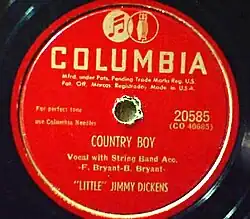 COLUMBIA
Mfrd. under Pats. Pending Trade Marks Reg. U.S.
Pat. Off. Marcas Registradas Made in U.S.A.
For perfect tone
use Columbia Needles
20585
(CO 40685)
COUNTRY BOY
Vocal with String Band Acc.
-F. Bryant-B. Bryant-
"LITTLE" JIMMY DICKENS